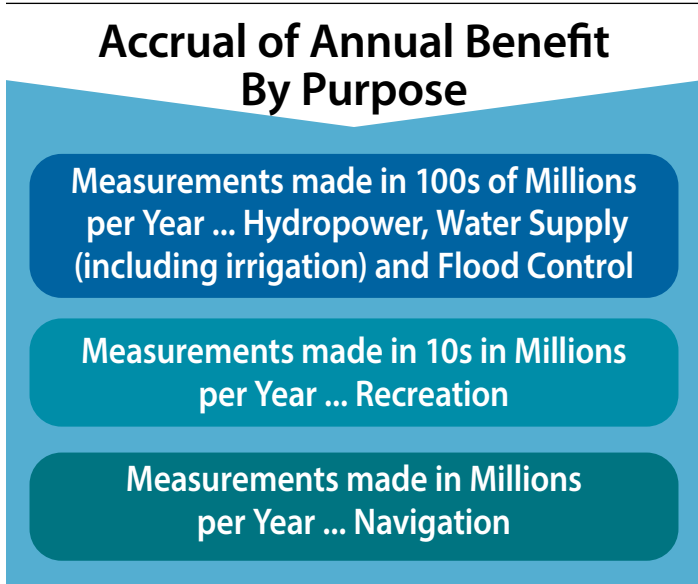 Accrual of Annual Benefit
By Purpose
Measurements made in 100s of Millions
per Year ... Hydropower, Water Supply
(including irrigation) and Flood Control
Measurements made in 10s in Millions
per Year ... Recreation
Measurements made in Millions
per Year ... Navigation